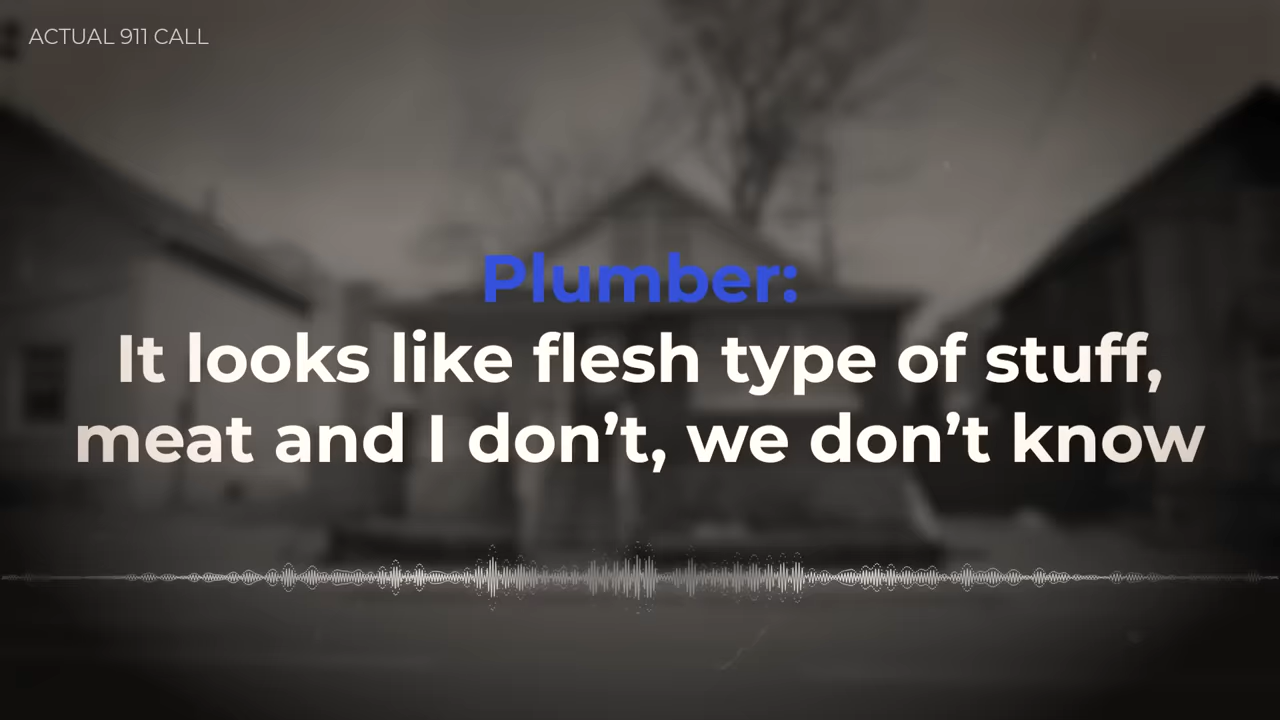 ACTUAL 911 CALL
Plumber:
It looks like flesh type of stuff,
meat and I don’t, we don’t know